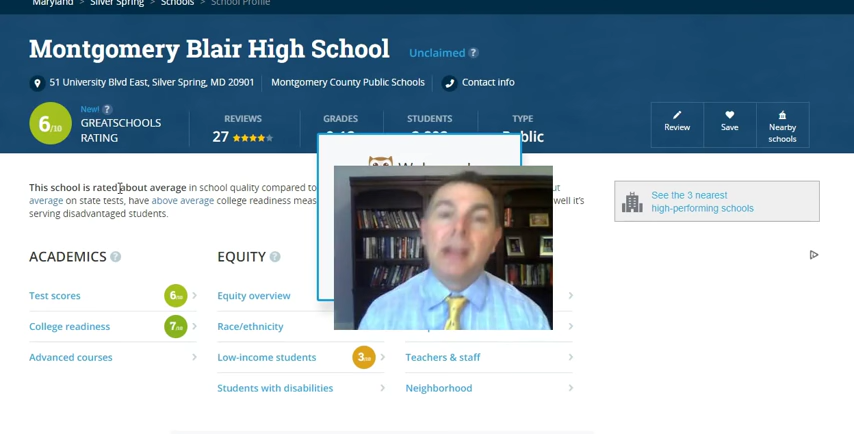 Maryland > Silver Spring > Schools > School Profile
Montgomery Blair High School Unclaimed ?
51 University Blvd East, Silver Spring, MD 20901 Montgomery County Public Schools Contact info
6/10 New! ?
GREATSCHOOLS
RATING
REVIEWS GRADES STUDENTS TYPE
27 Public
Review Save Nearby
schools
This school is rated about average in school quality compared to
average on state tests, have above average college readiness
serving disadvantaged students.
See the 3 nearest
high-performing schools
ACADEMICS ? EQUITY ?
Test scores 6/10 Equity overview
College readiness 7/10 Race/ethnicity
Advanced courses Low-income students 3/10 Teachers & staff
Students with disabilities Neighborhood